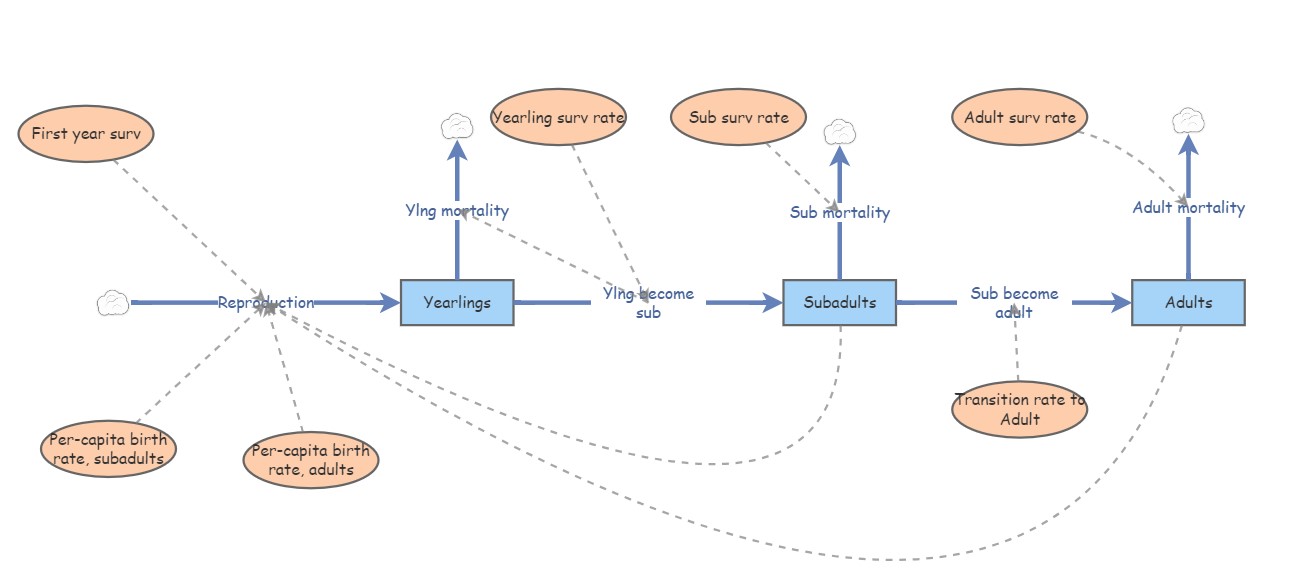 First year surv
Yearling surv rate
Sub surv rate
Adult surv rate
Ylng mortality
Sub mortality
Adult mortality
Reproduction
Yearlings
Ylng become
sub
Subadults
Sub become
adult
Adults
Per-capita birth
rate, subadults
Per-capita birth
rate, adults
Transition rate to
Adult